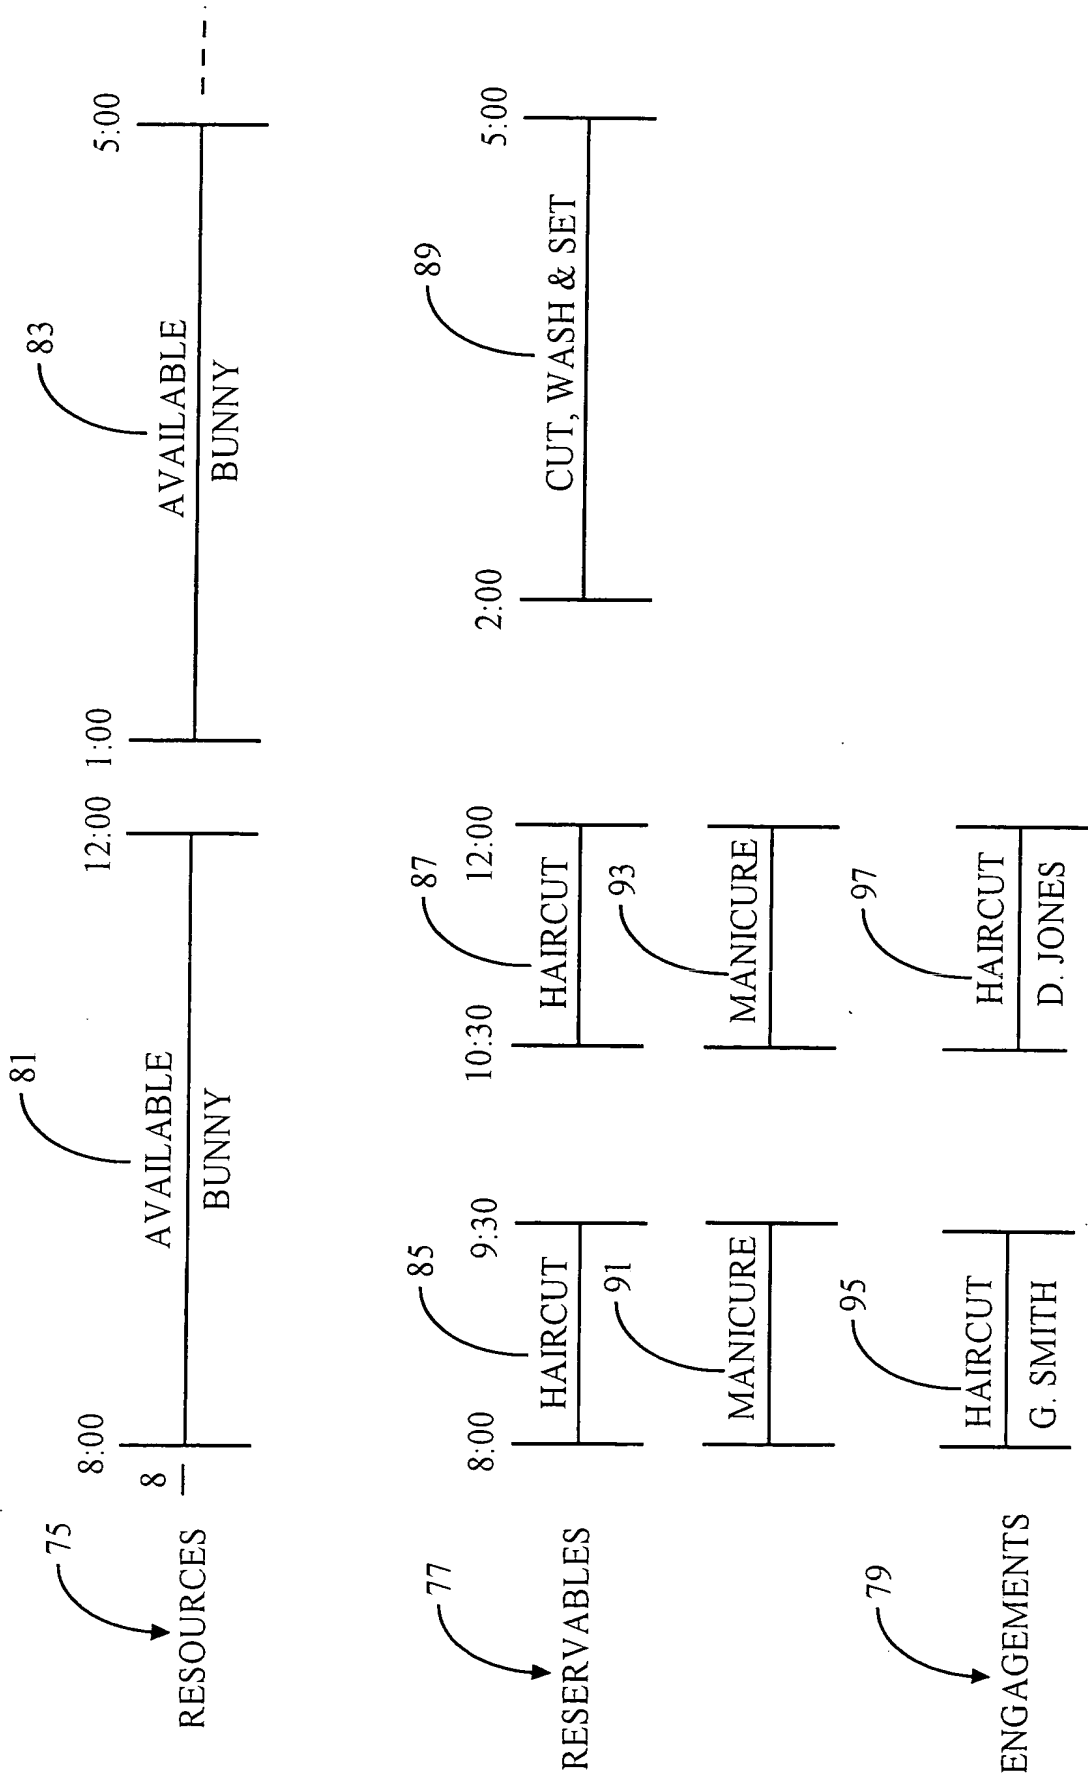 75
RESOURCES
8
8:00
81
AVAILABLE
BUNNY
12:00
1:00
83
AVAILABLE
BUNNY
5:00
77
RESERVABLES
8:00
85
HAIRCUT
9:30
10:30
87
HAIRCUT
12:00
2:00
89
CUT, WASH & SET
5:00
91
MANICURE
93
MANICURE
79
ENGAGEMENTS
95
HAIRCUT
G. SMITH
97
HAIRCUT
D. JONES